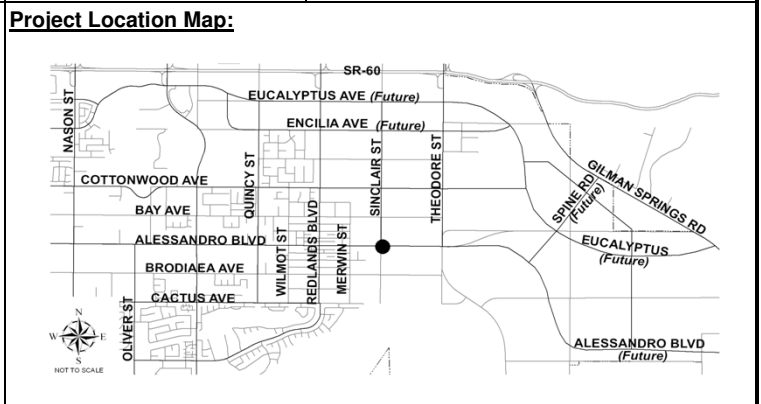 Project Location Map:
SR-60
EUCALYPTUS AVE (Future)
ENCILIA AVE (Future)
NASON ST
COTTONWOOD AVE
QUINCY ST
SINCLAIR ST
THEODORE ST
GILMAN SPRINGS RD
SPINE RD
(Future)
BAY AVE
ALESSANDRO BLVD
WILMOT ST
REDLANDS BLVD
MERWIN ST
EUCALYPTUS
(Future)
BRODIAEA AVE
CACTUS AVE
OLIVER ST
N
W E
S
NOT TO SCALE
ALESSANDRO BLVD
(Future)